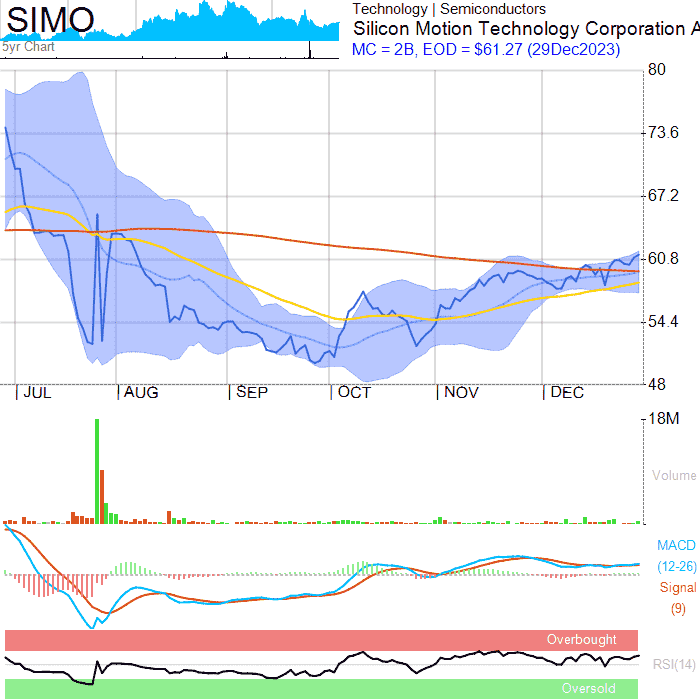 SIMO
5yr Chart
Technology | Semiconductors
Silicon Motion Technology Corporation A
MC = 2B, EOD = $61.27 (29Dec2023)
80
73.6
67.2
60.8
54.4
48
JUL AUG SEP OCT NOV DEC
18M
Volume
MACD
(12-26)
Signal
(9)
Overbought
RSI(14)
Oversold